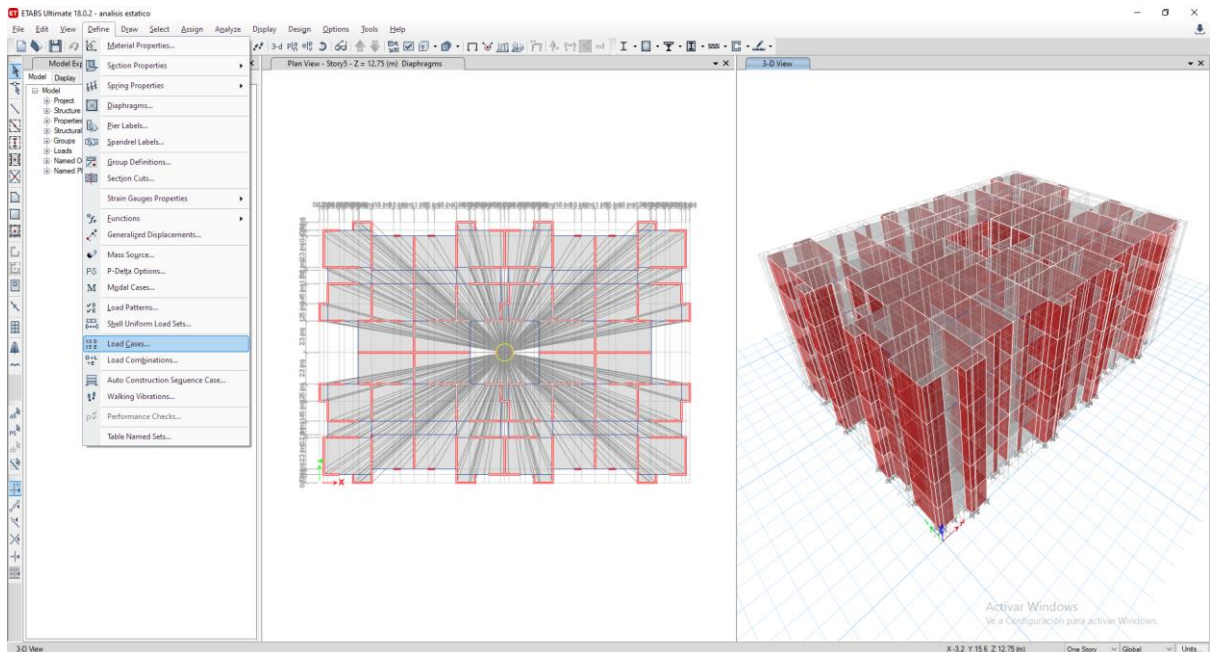 ETABS Ultimate 18.0.2 - analisis estatico
File Edit View Define Draw Select Assign Analyze Display Design Options Tools Help
3-d
Model
Display
Model
Project
Structure
Properties
Structural
Groups
Loads
Named O
Named Pl
Material Properties...
Section Properties
Spring Properties
Diaphragms...
Pier Labels...
Spandrel Labels...
Group Definitions...
Section Cuts...
Strain Gauges Properties
Functions
Generalized Displacements...
Mass Source...
P-Delta Options...
Modal Cases...
Load Patterns...
Shell Uniform Load Sets...
Load Cases...
Load Combinations...
Auto Construction Sequence Case...
Walking Vibrations...
Performance Checks...
Table Named Sets...
Plan View - Story5 - Z = 12.75 (m) Diaphragms
X
3-D View
Activar Windows
Ve a Configuración para activar Windows.
3-D View
X -3.2 Y 15.6 Z 12.75 (m)
One Story
Global
Units...